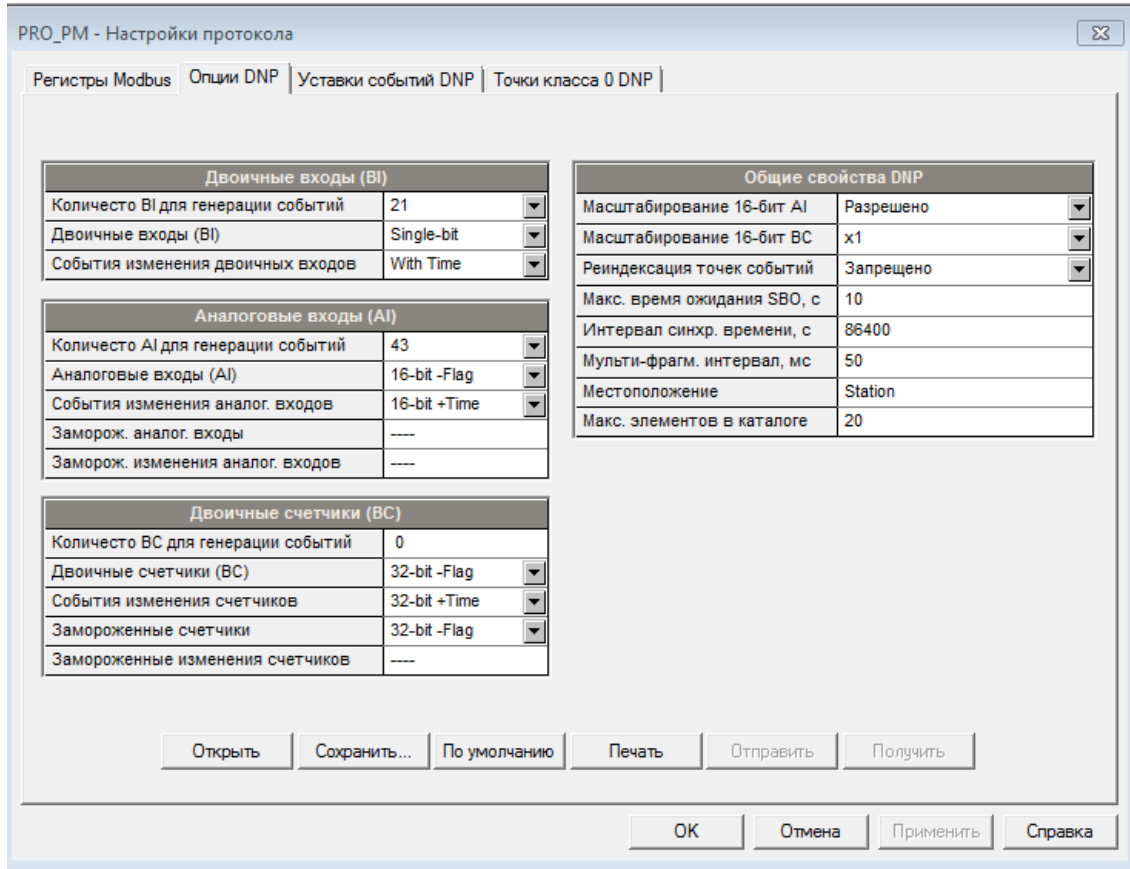 PRO_PM - Настройки протокола
Регистры Modbus Опции DNP Уставки событий DNP Точки класса 0 DNP
Двоичные входы (BI)
Количесто BI для генерации событий 21
Двоичные входы (BI) Single-bit
События изменения двоичных входов With Time
Аналоговые входы (AI)
Количесто AI для генерации событий 43
Аналоговые входы (AI) 16-bit -Flag
События изменения аналог. входов 16-bit +Time
Заморож. аналог. входы ----
Заморож. изменения аналог. входов ----
Двоичные счетчики (BC)
Количесто BC для генерации событий 0
Двоичные счетчики (BC) 32-bit -Flag
События изменения счетчиков 32-bit +Time
Замороженные счетчики 32-bit -Flag
Замороженные изменения счетчиков ----
Общие свойства DNP
Масштабирование 16-бит AI Разрешено
Масштабирование 16-бит BC x1
Реиндексация точек событий Запрещено
Макс. время ожидания SBO, с 10
Интервал синхр. времени, с 86400
Мульти-фрагм. интервал, мс 50
Местоположение Station
Макс. элементов в каталоге 20
Открыть Сохранить... По умолчанию Печать Отправить Получить
OK Отмена Применить Справка